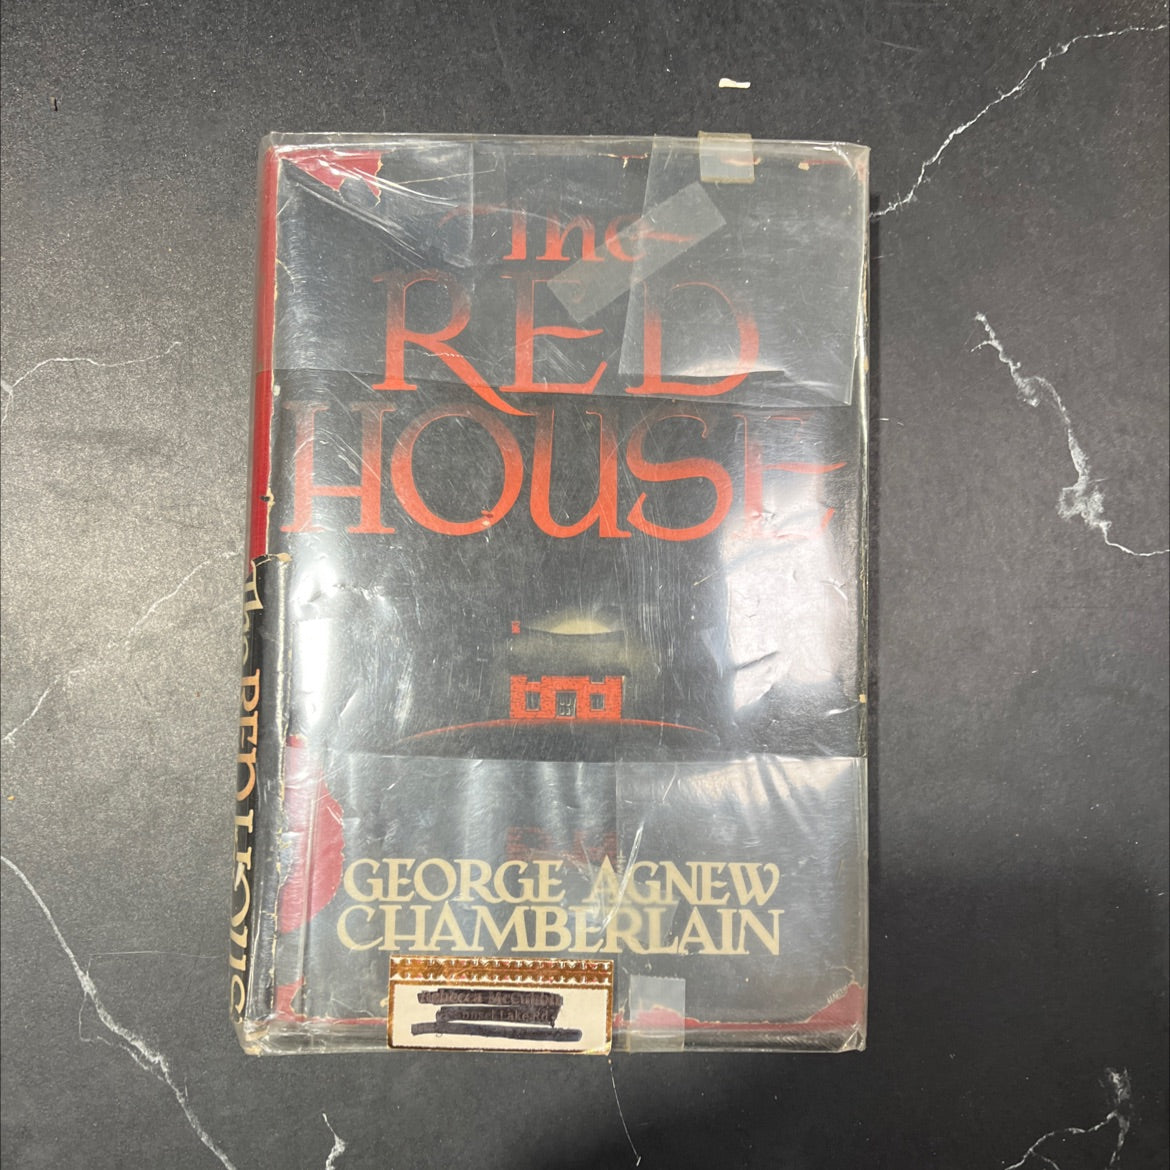 The
RED
HOUSE
GEORGE AGNEW
CHAMBERLAIN
The RED HOUSE